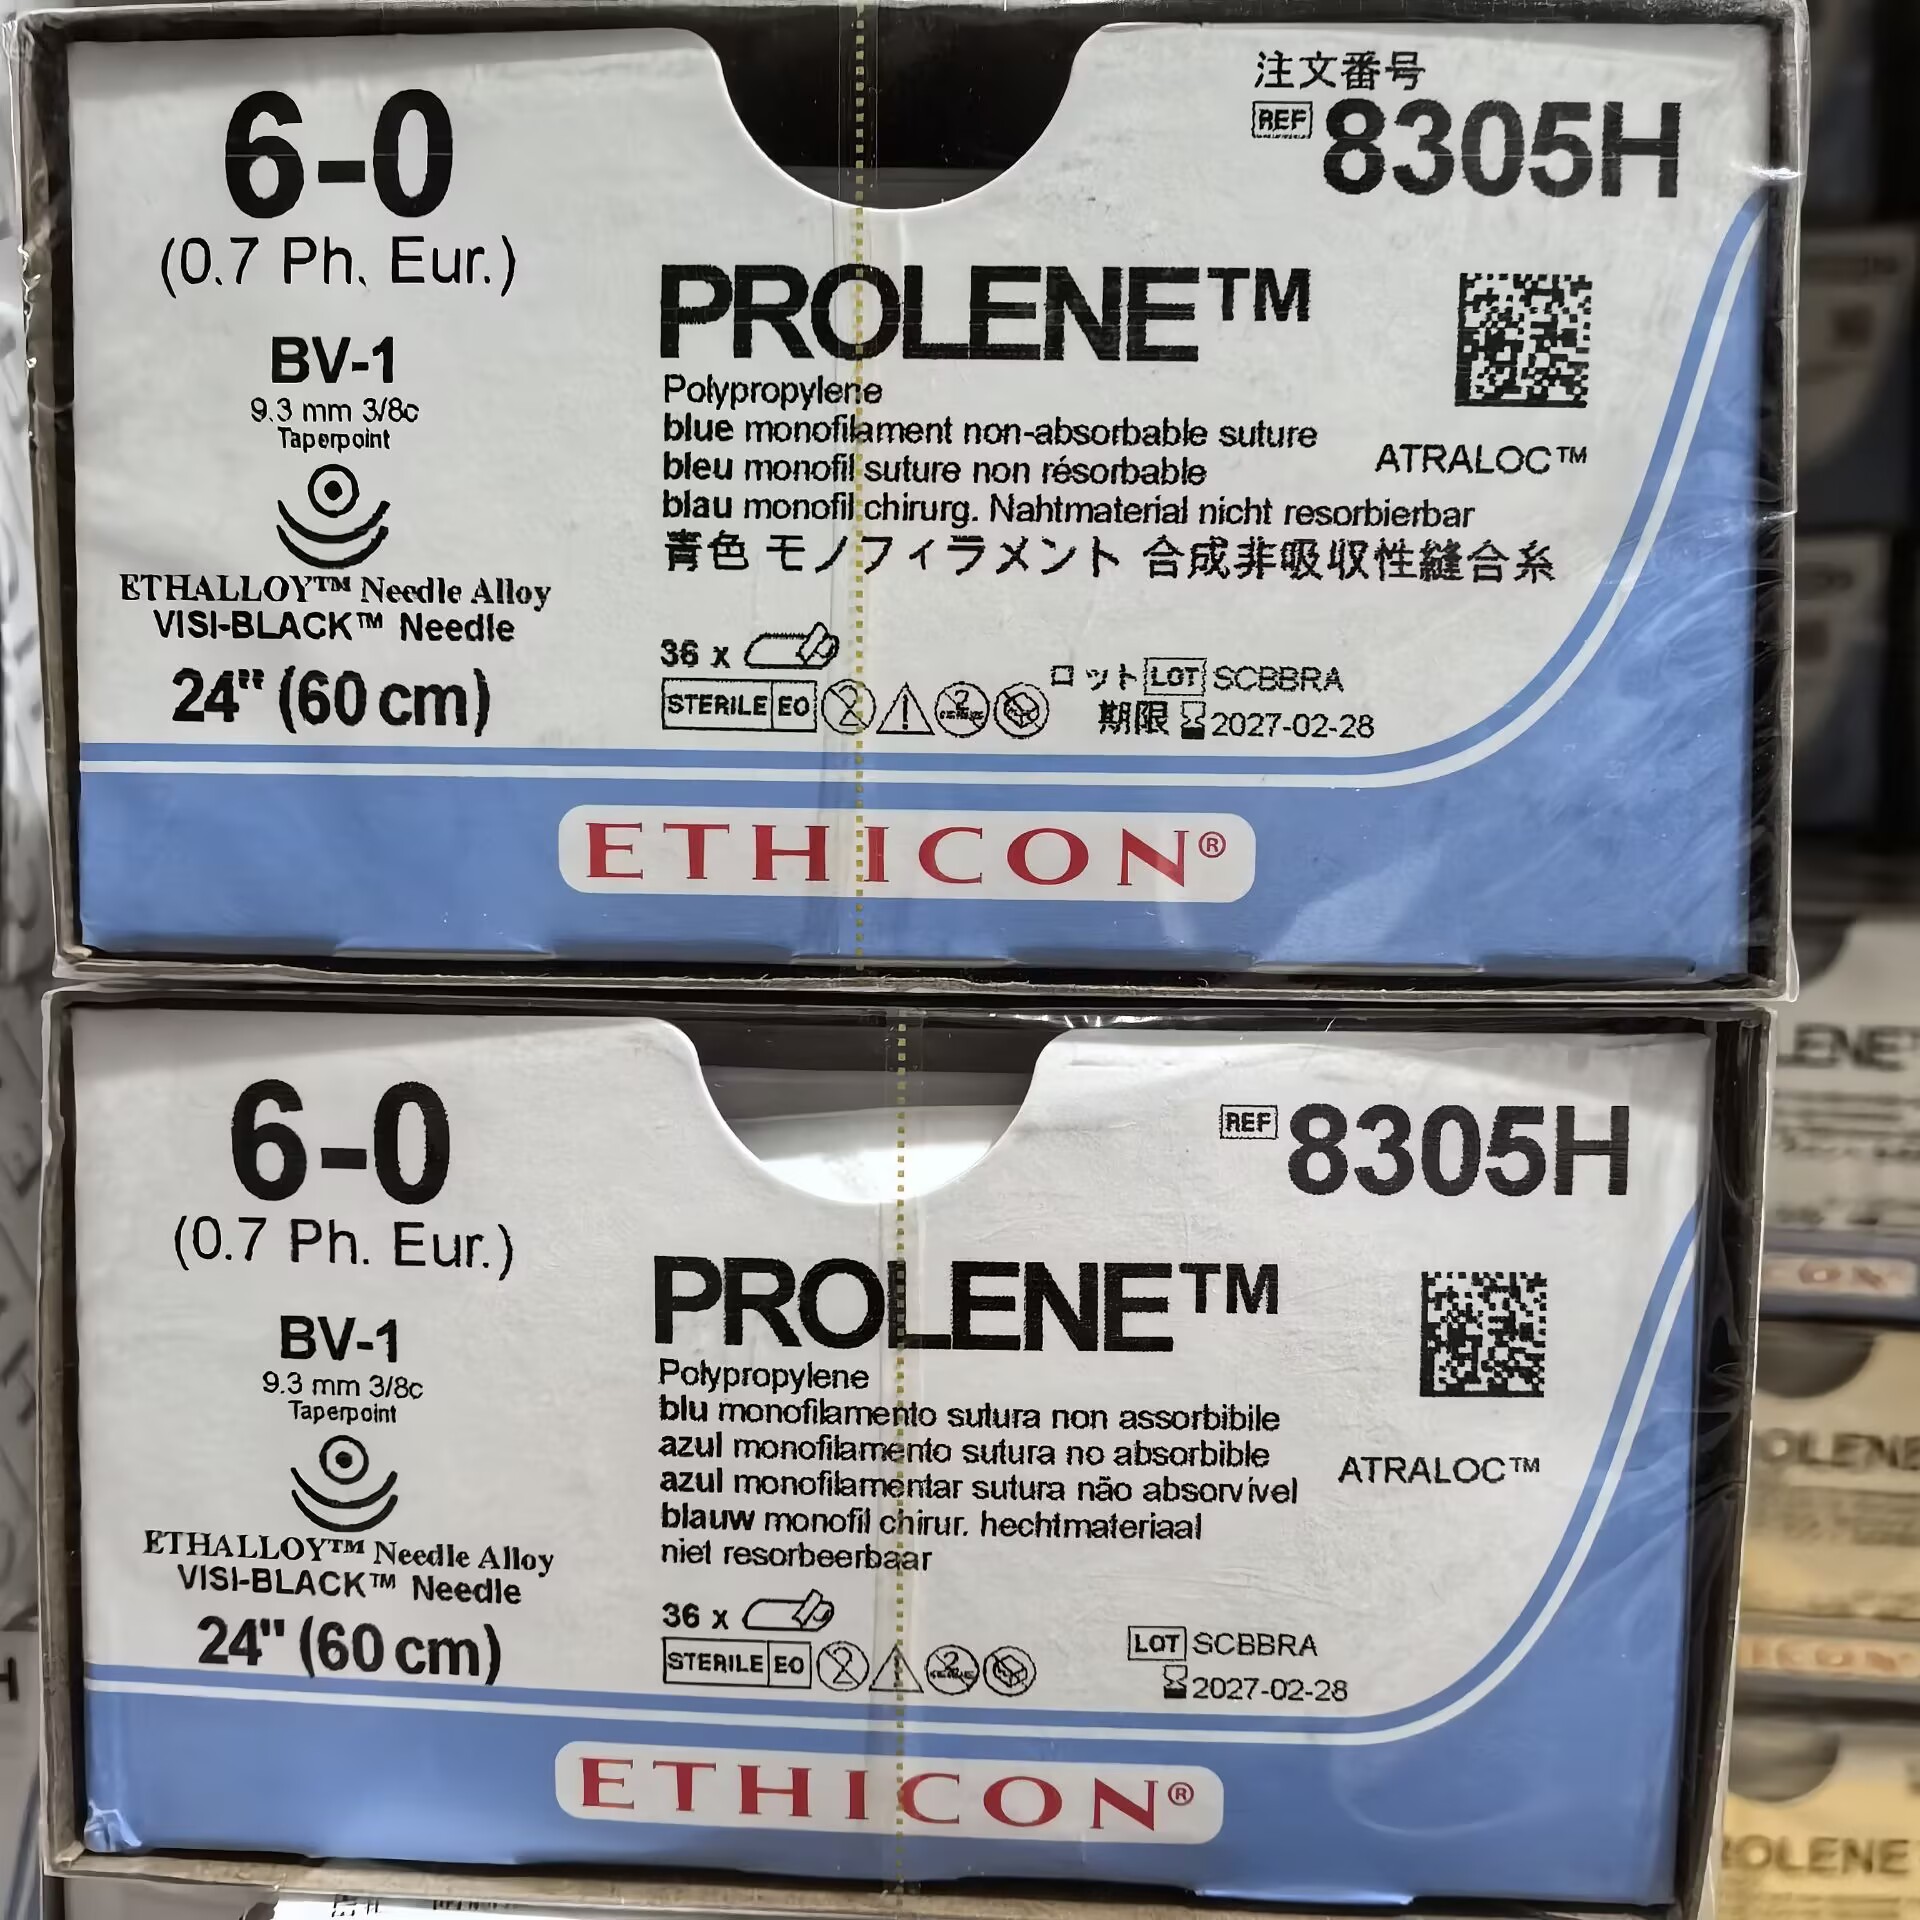 6-0
(0.7 Ph. Eur.)
BV-1
9.3 mm 3/8c
Taperpoint
ETHALLOY™ Needle Alloy
VISI-BLACK™ Needle
24" (60 cm)
注文番号
REF 8305H
PROLENE™
Polypropylene
blue monofilament non-absorbable suture
bleu monofil suture non résorbable
blau monofil chirurg. Nahtmaterial nicht resorbierbar
青色 モノフィラメント 合成非吸収性縫合糸
ATRALOC™
36 x
STERILE EO
ロット LOT SCBBRA
期限 2027-02-28
ETHICON®
6-0
(0.7 Ph. Eur.)
BV-1
9.3 mm 3/8c
Taperpoint
ETHALLOY™ Needle Alloy
VISI-BLACK™ Needle
24" (60 cm)
REF 8305H
PROLENE™
Polypropylene
blu monofilamento sutura non assorbibile
azul monofilamento sutura no absorbible
azul monofilamentar sutura não absorvível
blauw monofil chirur. hechtmateriaal
niet resorbeerbaar
ATRALOC™
36 x
STERILE EO
LOT SCBBRA
2027-02-28
ETHICON®